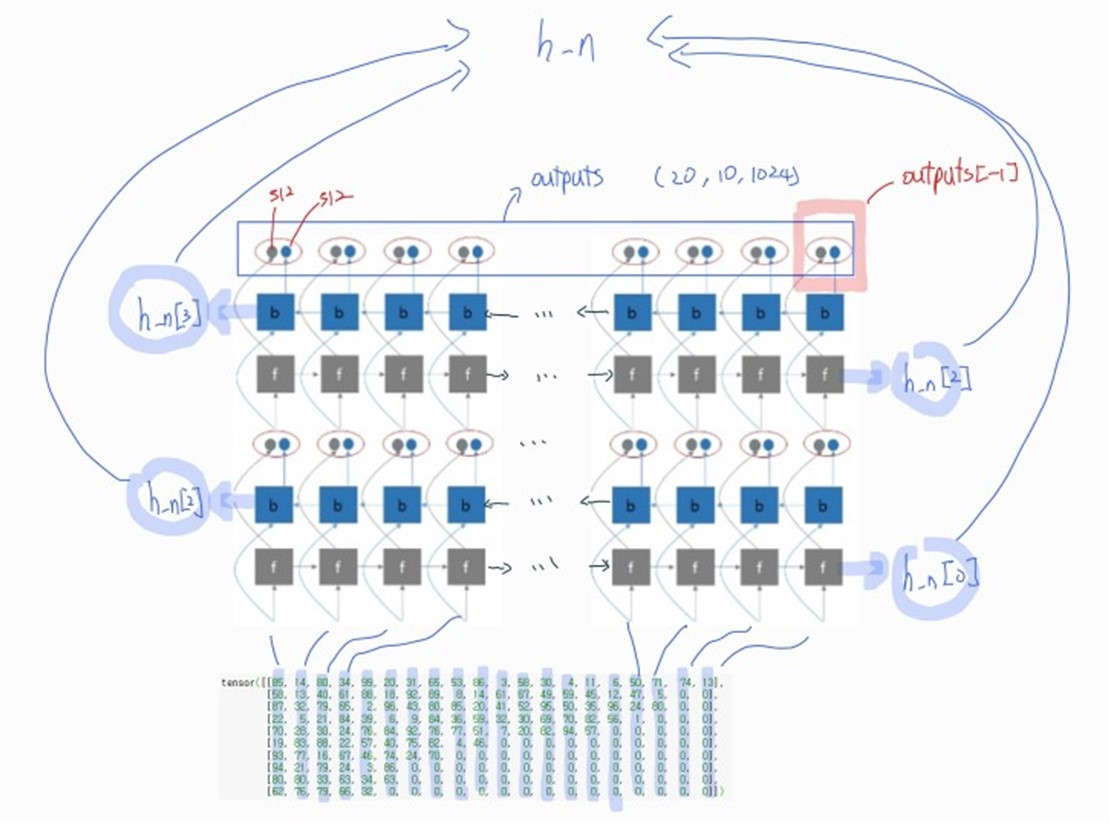 h_n
outputs (20, 10, 1024)
outputs[-1]
512 512
b b b b ... b b b b
h_n[3]
f f f f ... f f f f
h_n[2]
...
b b b b ... b b b b
h_n[2]
f f f f ... f f f f
h_n[0]
tensor([[85, 14, 80, 34, 99, 20, 31, 65, 53, 86, 3, 58, 30, 4, 11, 6, 50, 71, 74, 13],
[58, 13, 40, 61, 88, 18, 92, 89, 8, 14, 61, 67, 49, 59, 45, 12, 47, 5, 0, 0],
[87, 32, 79, 65, 2, 96, 43, 80, 85, 20, 41, 52, 95, 50, 35, 96, 24, 80, 0, 0],
[22, 5, 21, 84, 39, 6, 9, 84, 36, 59, 32, 30, 69, 70, 82, 56, 1, 0, 0, 0],
[70, 28, 30, 24, 76, 84, 92, 76, 77, 51, 7, 20, 82, 94, 57, 0, 0, 0, 0, 0],
[19, 83, 88, 22, 57, 40, 75, 62, 4, 46, 0, 0, 0, 0, 0, 0, 0, 0, 0, 0],
[93, 77, 16, 67, 46, 74, 24, 70, 0, 0, 0, 0, 0, 0, 0, 0, 0, 0, 0, 0],
[94, 21, 79, 24, 3, 86, 0, 0, 0, 0, 0, 0, 0, 0, 0, 0, 0, 0, 0, 0],
[80, 80, 33, 63, 34, 63, 0, 0, 0, 0, 0, 0, 0, 0, 0, 0, 0, 0, 0, 0],
[62, 76, 79, 66, 32, 0, 0, 0, 0, 0, 0, 0, 0, 0, 0, 0, 0, 0, 0, 0]])